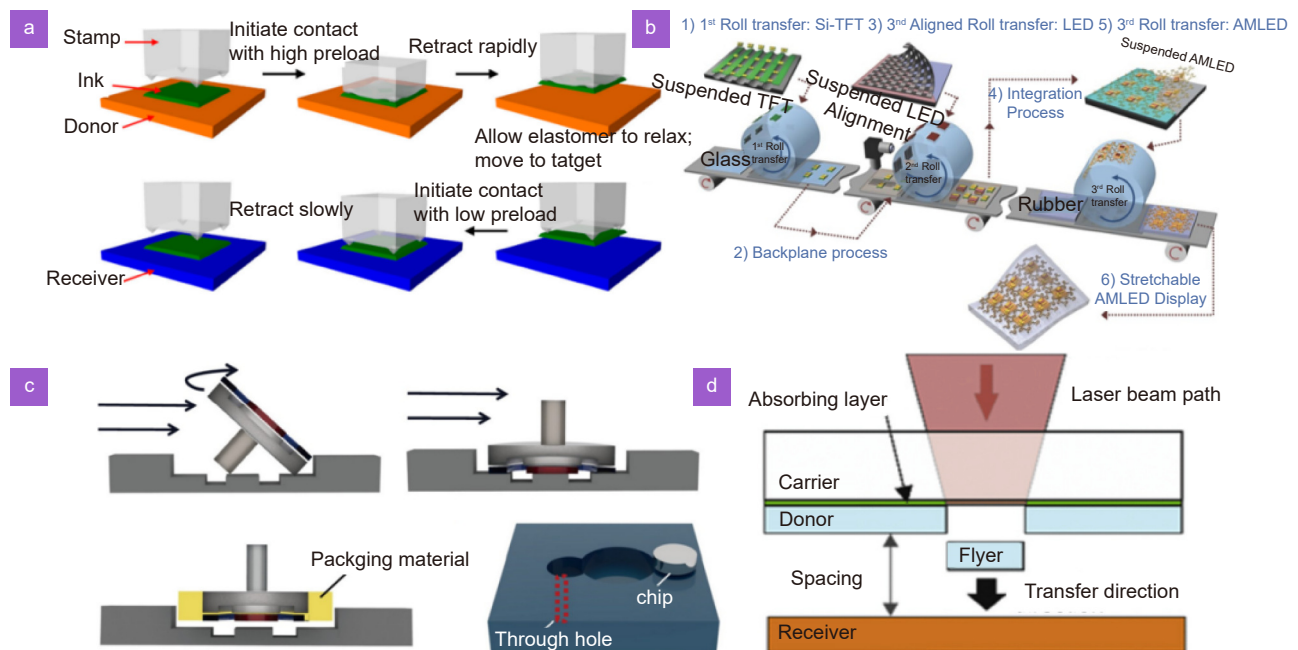 a
Stamp
Ink
Donor
Initiate contact
with high preload
Retract rapidly
Allow elastomer to relax;
move to tatget
Initiate contact
with low preload
Retract slowly
Receiver
b
1) 1st Roll transfer: Si-TFT 3) 3nd Aligned Roll transfer: LED 5) 3rd Roll transfer: AMLED
Suspended TFT
Suspended LED
Alignment
Suspended AMLED
4) Integration
Process
Glass
1st Roll
transfer
2nd Roll
transfer
3rd Roll
transfer
Rubber
2) Backplane process
6) Stretchable
AMLED Display
c
Packging material
chip
Through hole
d
Absorbing layer
Laser beam path
Carrier
Donor
Flyer
Spacing
Transfer direction
Receiver